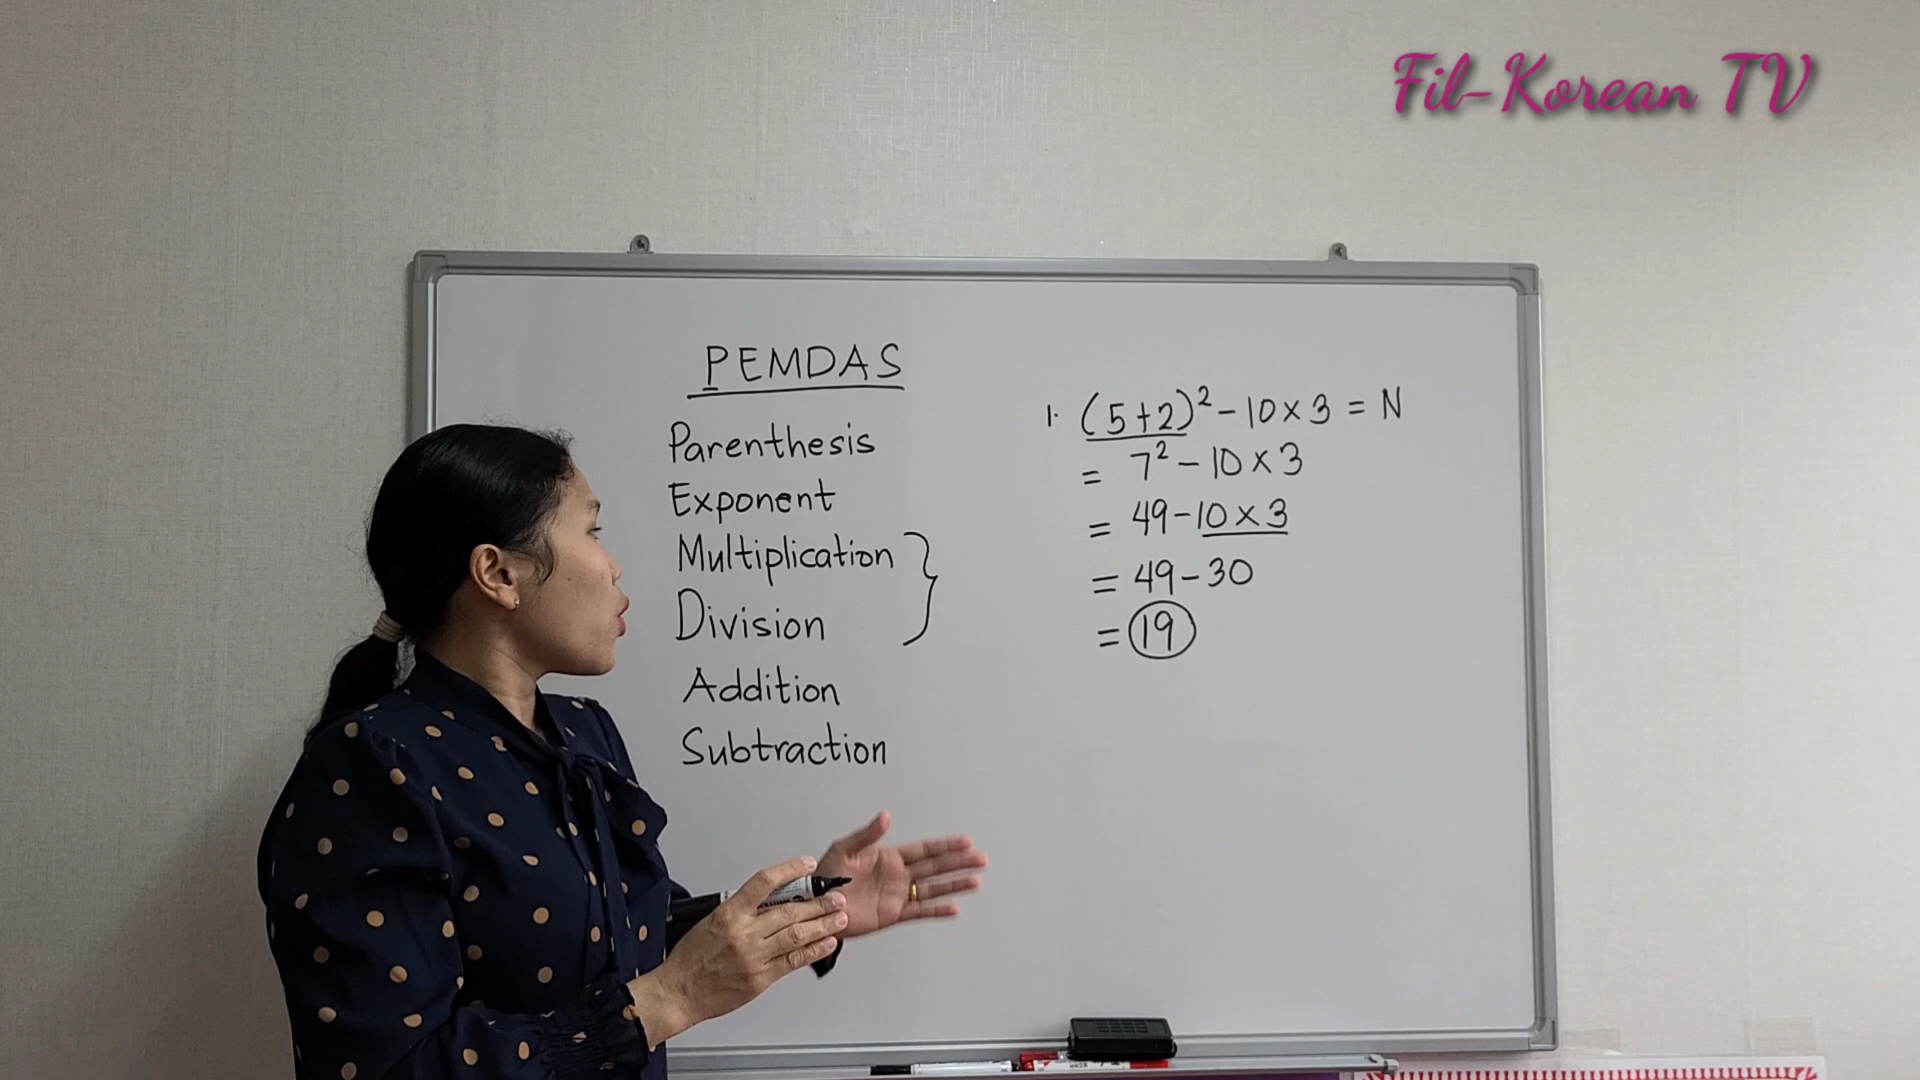 Fil-Korean TV
PEMDAS
Parenthesis
Exponent
Multiplication
Division
Addition
Subtraction
1. (5+2)² - 10 × 3 = N
= 7² - 10 × 3
= 49 - 10 × 3
= 49 - 30
= 19